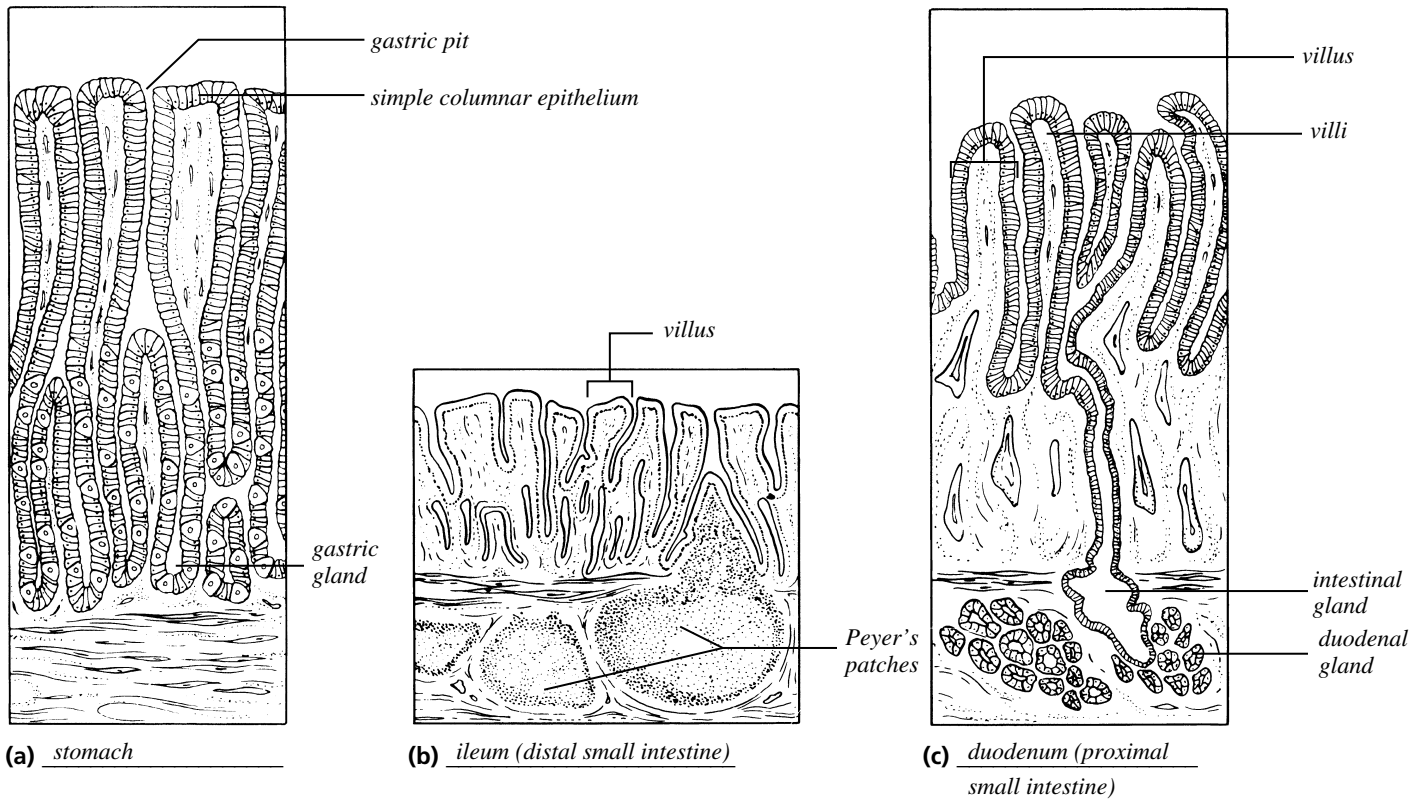 gastric pit
simple columnar epithelium
gastric
gland
(a) stomach
villus
Peyer's
patches
(b) ileum (distal small intestine)
villus
villi
intestinal
gland
duodenal
gland
(c) duodenum (proximal
small intestine)